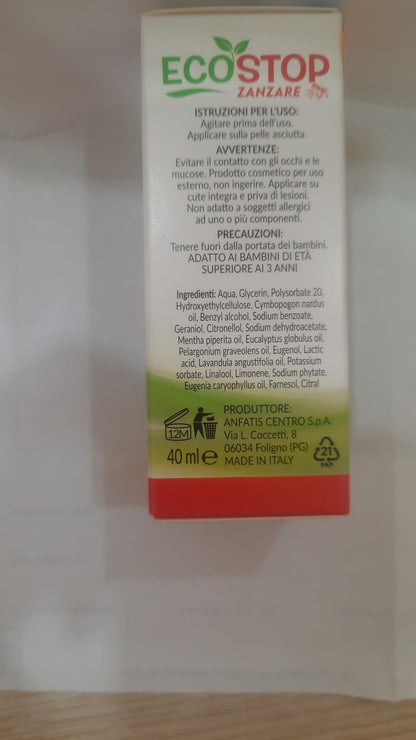 ECOSTOP
ZANZARE
ISTRUZIONI PER L'USO:
Agitare prima dell'uso.
Applicare sulla pelle asciutta.
AVVERTENZE:
Evitare il contatto con gli occhi e le
mucose. Prodotto cosmetico per uso
esterno, non ingerire. Applicare su
cute integra e priva di lesioni.
Non adatto a soggetti allergici
ad uno o più componenti.
PRECAUZIONI:
Tenere fuori dalla portata dei bambini.
ADATTO AI BAMBINI DI ETÀ
SUPERIORE AI 3 ANNI
Ingredienti: Aqua, Glycerin, Polysorbate 20,
Hydroxyethylcellulose, Cymbopogon nardus
oil, Benzyl alcohol, Sodium benzoate,
Geraniol, Citronellol, Sodium dehydroacetate,
Mentha piperita oil, Eucalyptus globulus oil,
Pelargonium graveolens oil, Eugenol, Lactic
acid, Lavandula angustifolia oil, Potassium
sorbate, Linalool, Limonene, Sodium phytate,
Eugenia caryophyllus oil, Farnesol, Citral
12M
40 ml e
PRODUTTORE:
ANFATIS CENTRO S.p.A.
Via L. Coccetti, 8
06034 Foligno (PG)
MADE IN ITALY
21
PAP